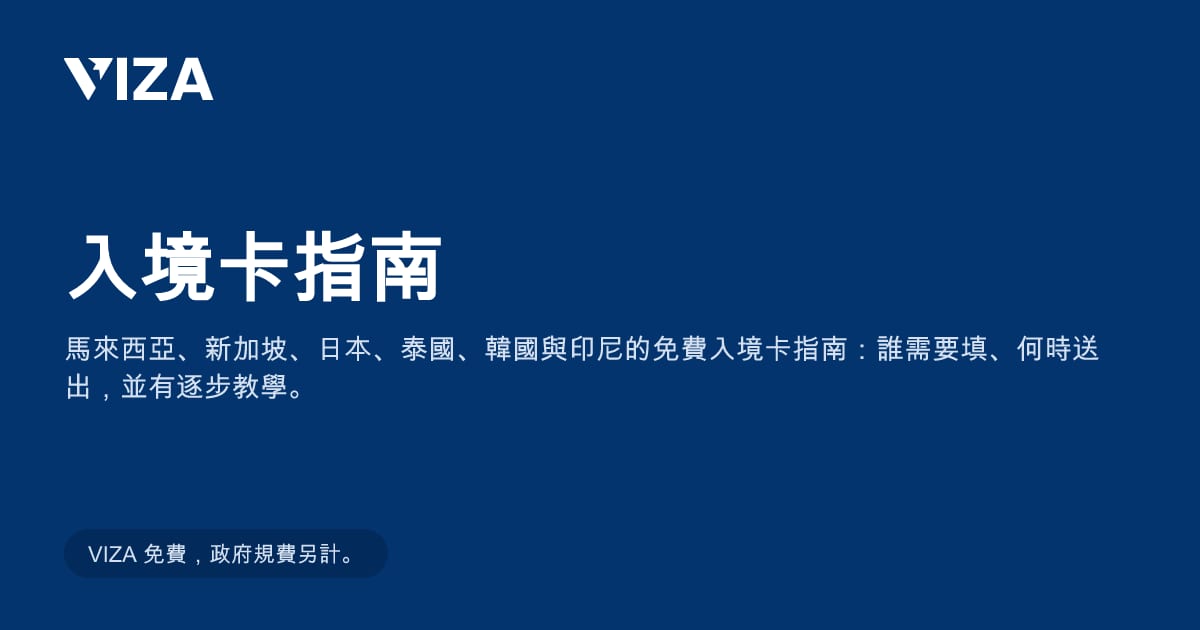 VIZA
入境卡指南
馬來西亞、新加坡、日本、泰國、韓國與印尼的免費入境卡指南：誰需要填、何時送
出，並有逐步教學。
VIZA 免費，政府規費另計。